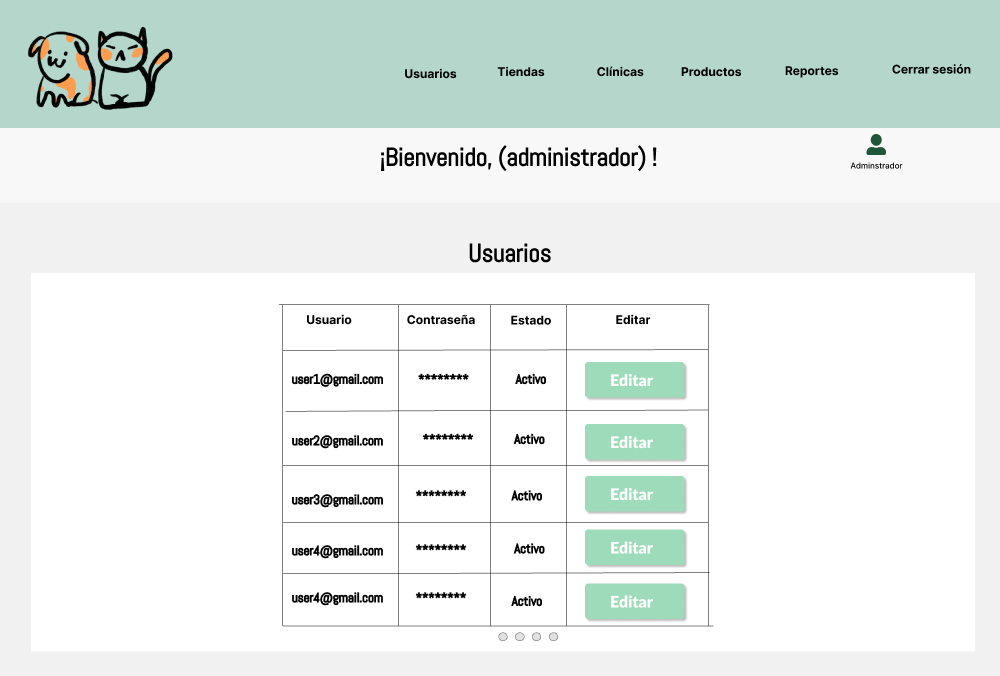 Usuarios Tiendas Clínicas Productos Reportes Cerrar sesión
¡Bienvenido, (administrador) !
Adminstrador
Usuarios
Usuario Contraseña Estado Editar
user1@gmail.com ******** Activo Editar
user2@gmail.com ******** Activo Editar
user3@gmail.com ******** Activo Editar
user4@gmail.com ******** Activo Editar
user4@gmail.com ******** Activo Editar